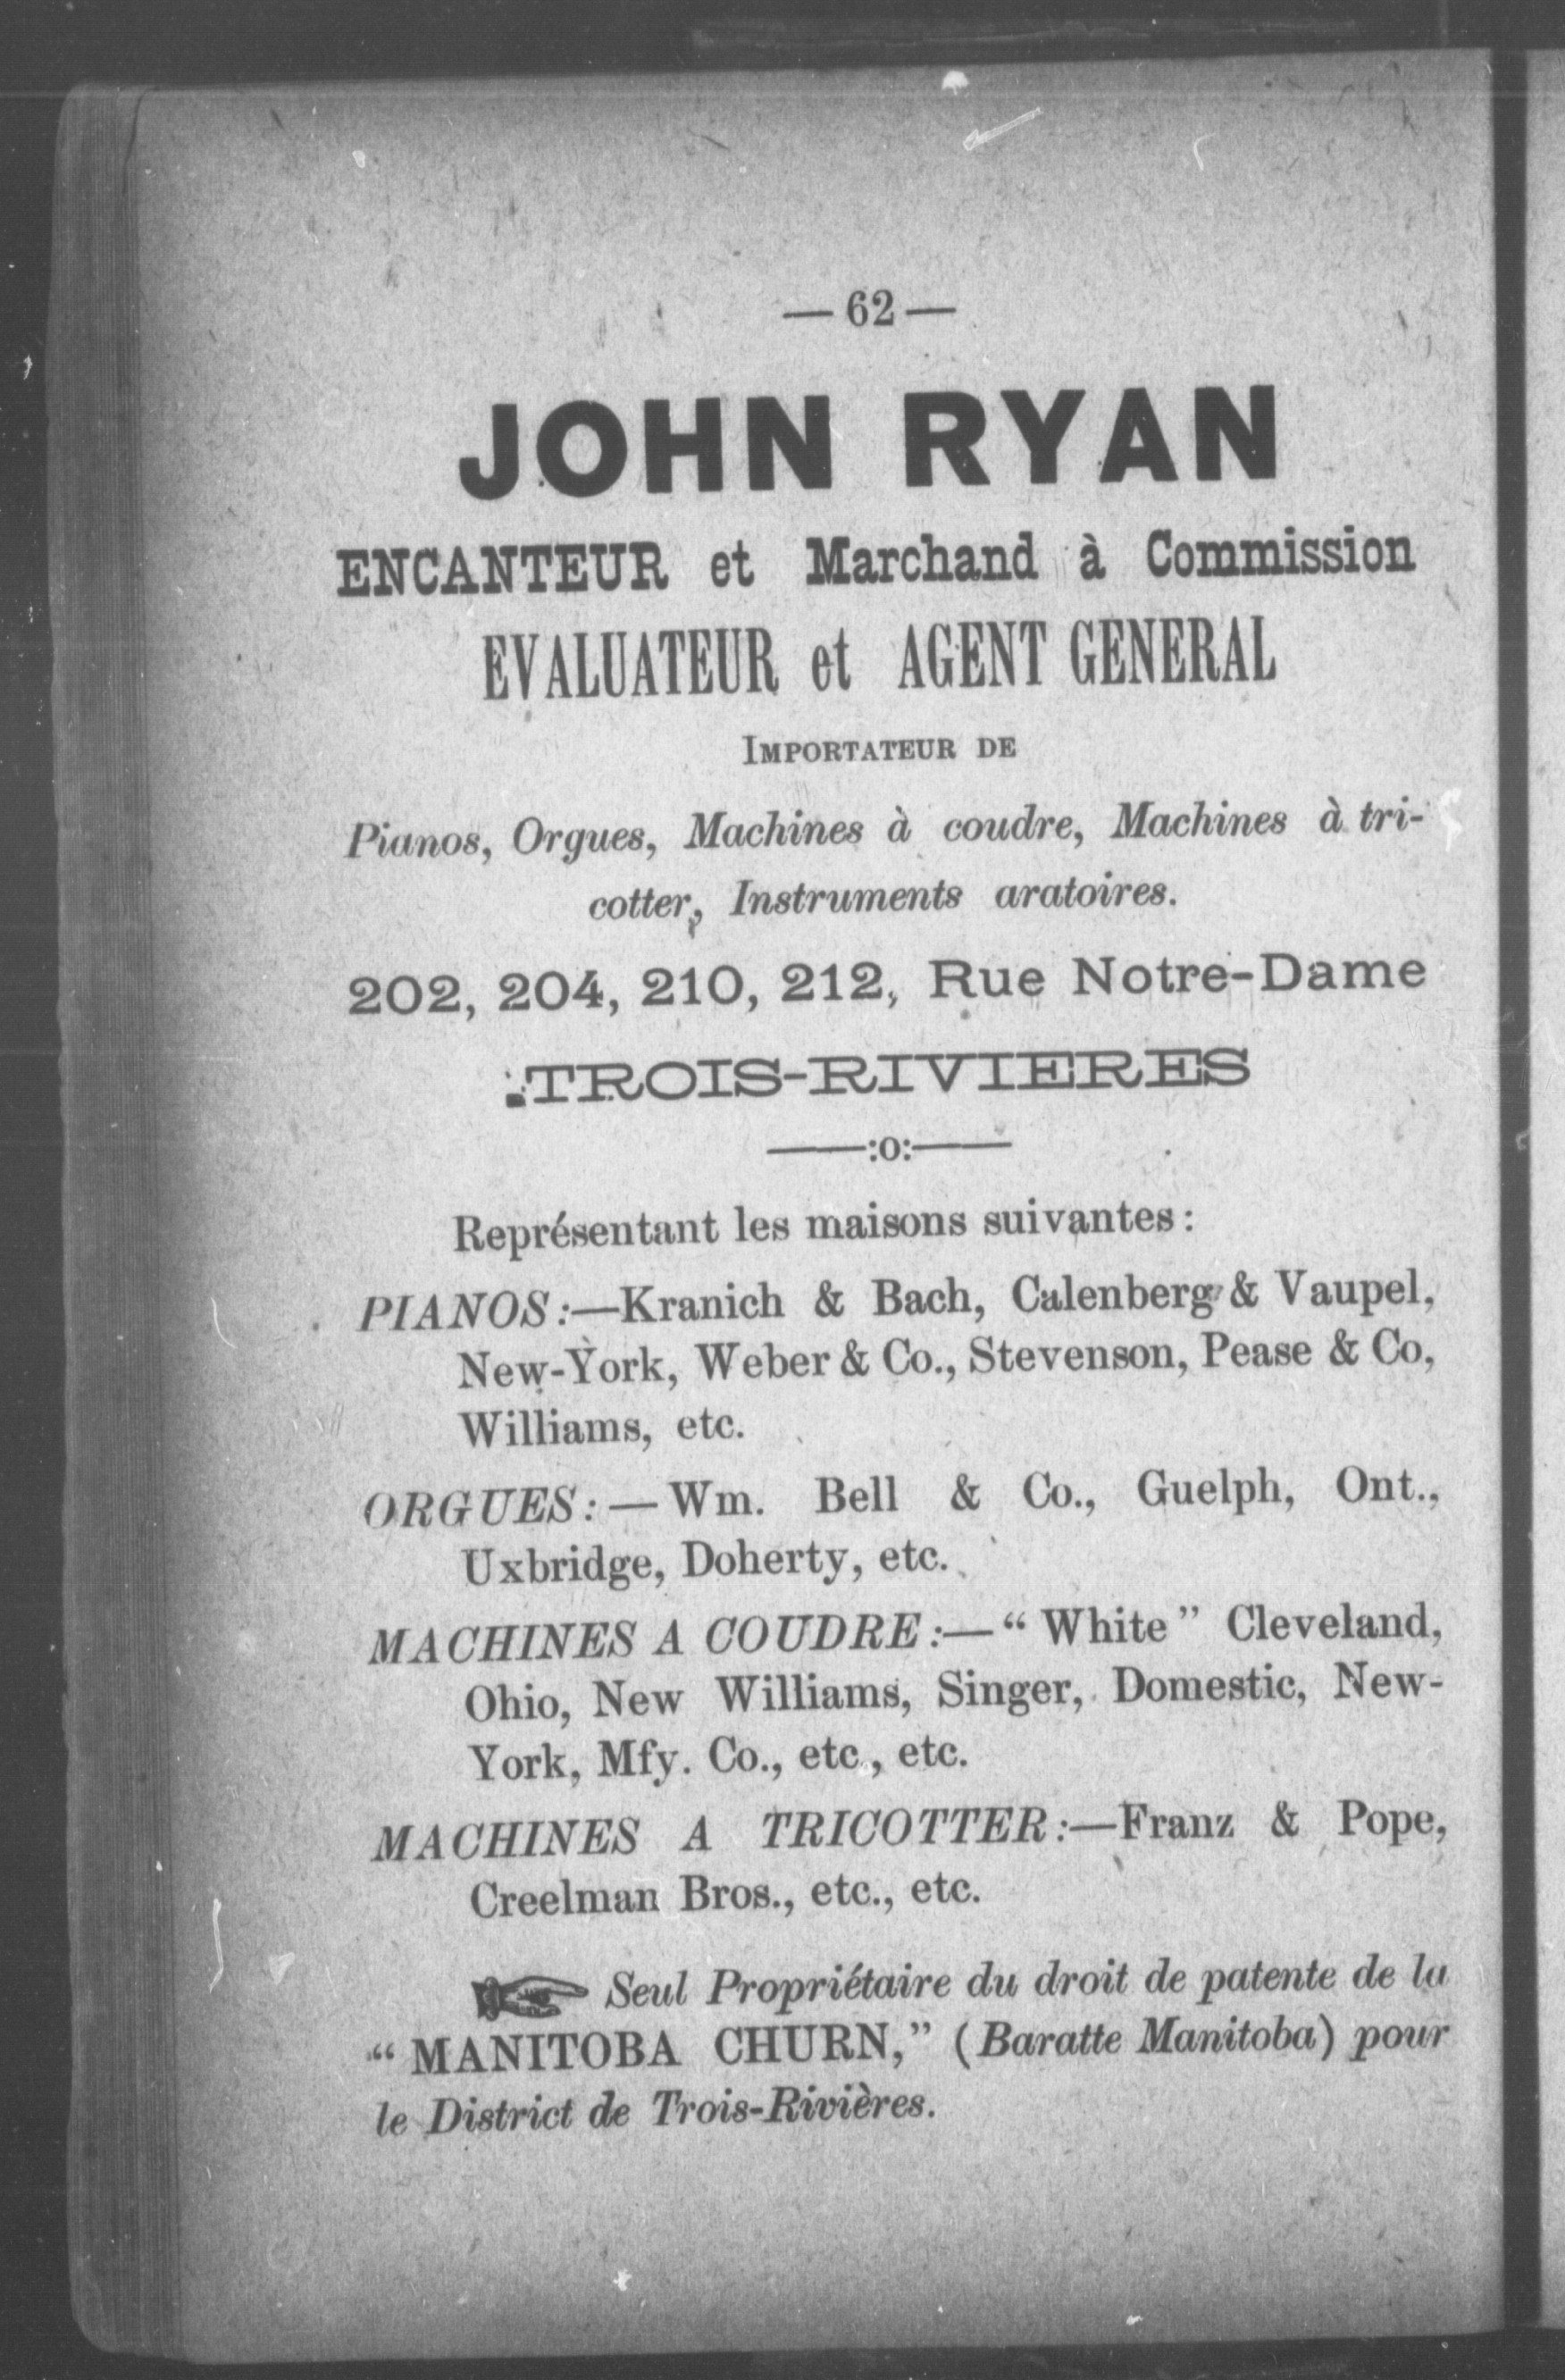 — 62 —
JOHN RYAN
ENCANTEUR et Marchand à Commission
EVALUATEUR et AGENT GENERAL
IMPORTATEUR DE
Pianos, Orgues, Machines à coudre, Machines à tri-
cotter, Instruments aratoires.
202, 204, 210, 212, Rue Notre-Dame
TROIS-RIVIERES
——:o:——
Représentant les maisons suivantes :
PIANOS :—Kranich & Bach, Calenberg & Vaupel,
New-York, Weber & Co., Stevenson, Pease & Co,
Williams, etc.
ORGUES : — Wm. Bell & Co., Guelph, Ont.,
Uxbridge, Doherty, etc.
MACHINES A COUDRE :—“ White ” Cleveland,
Ohio, New Williams, Singer, Domestic, New-
York, Mfy. Co., etc., etc.
MACHINES A TRICOTTER :—Franz & Pope,
Creelman Bros., etc., etc.
☞ Seul Propriétaire du droit de patente de la
“ MANITOBA CHURN,” (Baratte Manitoba) pour
le District de Trois-Rivières.